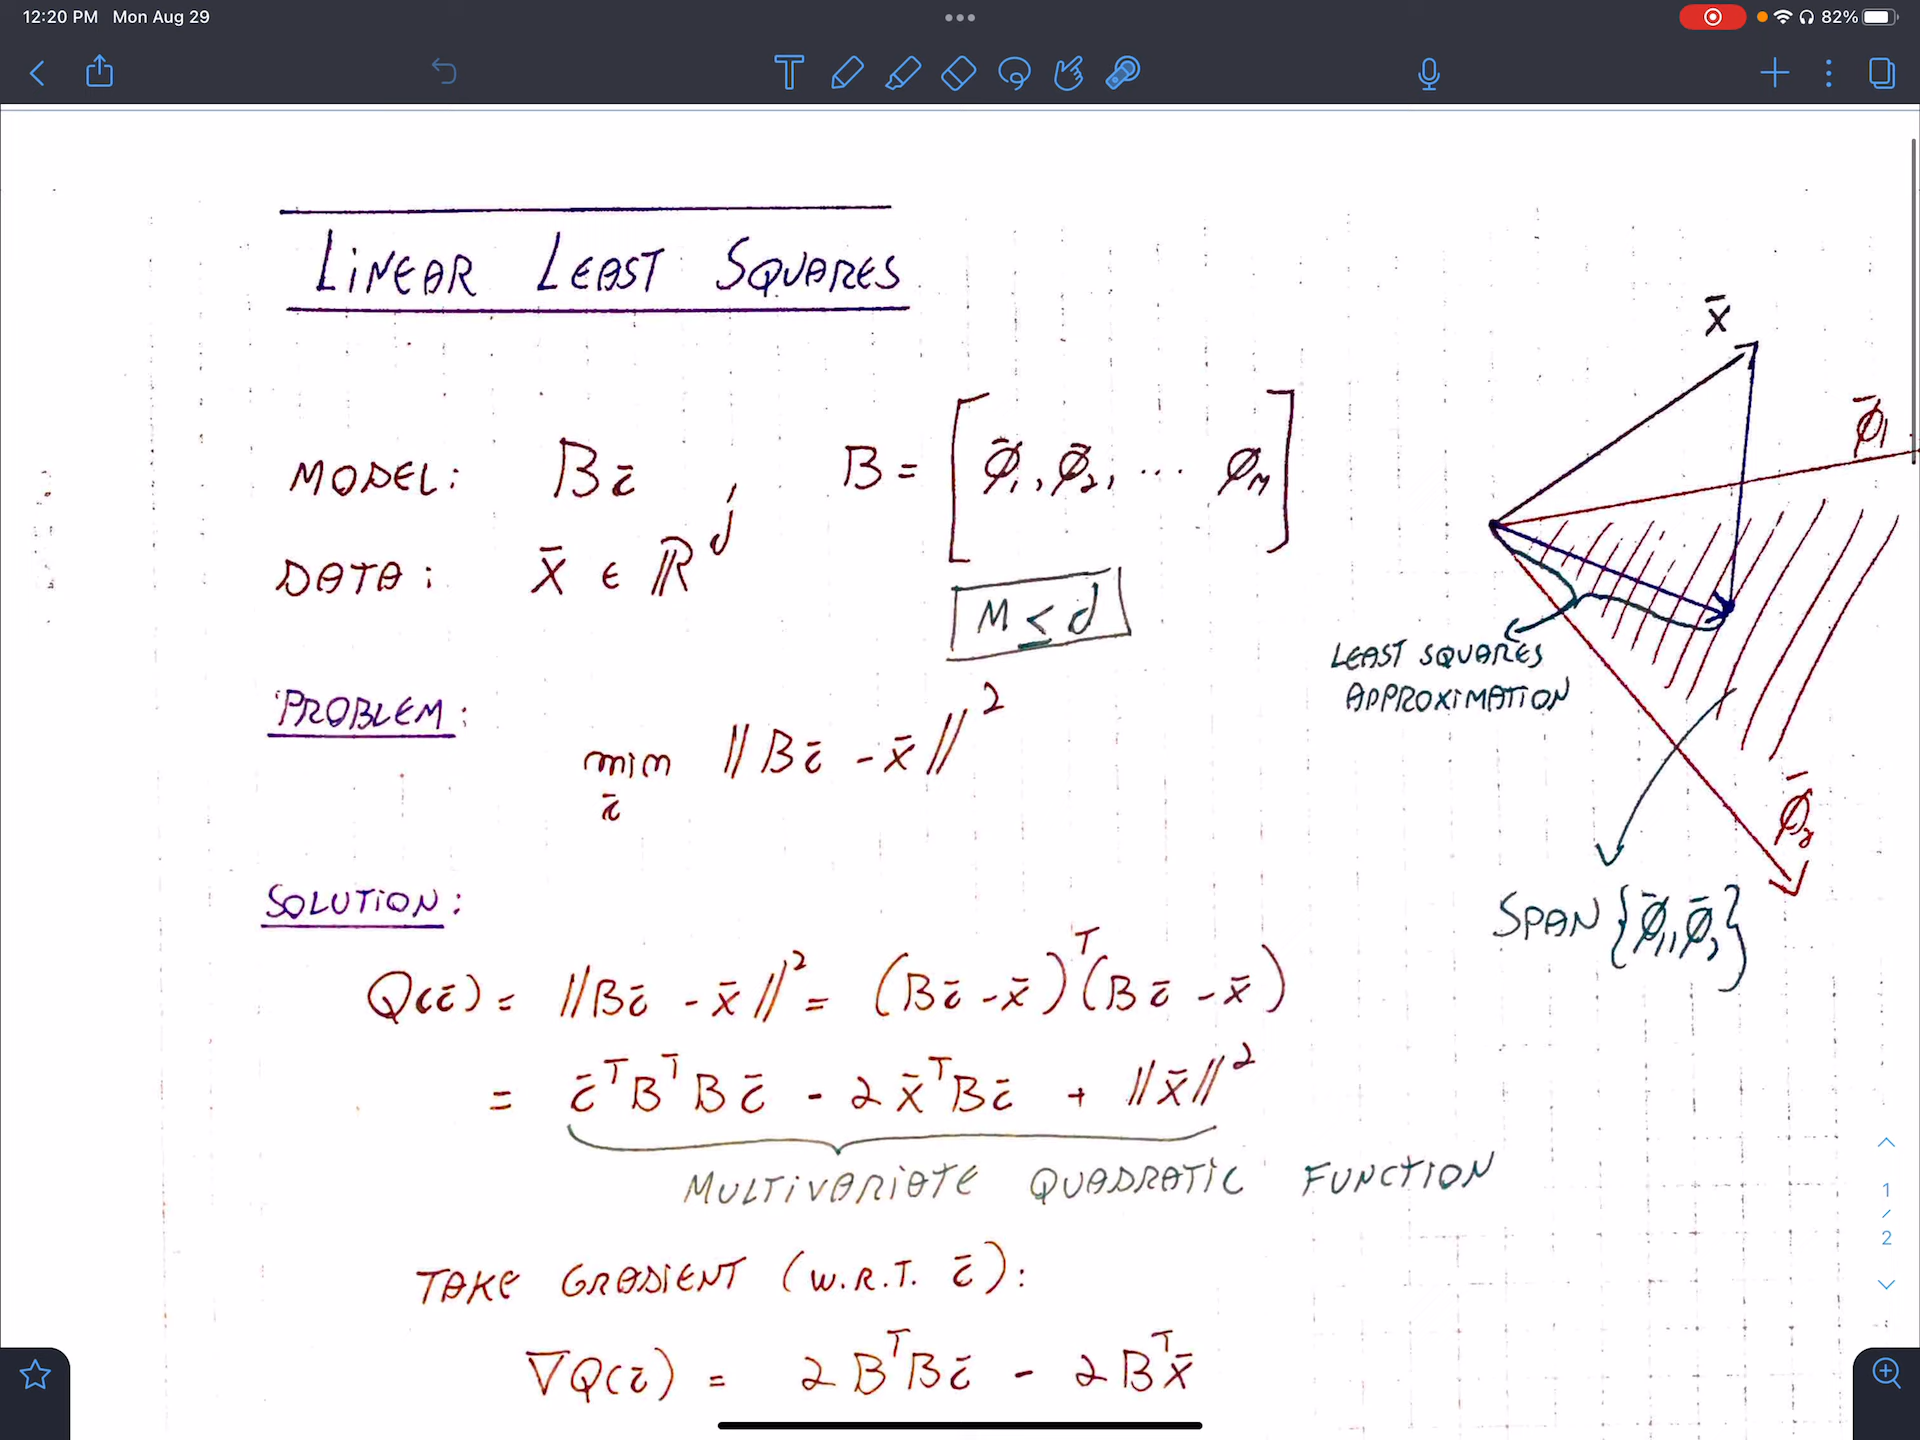 12:20 PM Mon Aug 29
82%
LINEAR LEAST SQUARES
MODEL: Bc̄, B = [φ̄₁, φ̄₂, ... φ_M]
DATA: x̄ ∈ ℝᵈ
M ≤ d
PROBLEM:
min ‖Bc̄ - x̄‖²
c̄
SOLUTION:
Q(c̄) = ‖Bc̄ - x̄‖² = (Bc̄ - x̄)ᵀ(Bc̄ - x̄)
= c̄ᵀBᵀBc̄ - 2x̄ᵀBc̄ + ‖x̄‖²
MULTIVARIATE QUADRATIC FUNCTION
TAKE GRADIENT (W.R.T. c̄):
∇Q(c̄) = 2BᵀBc̄ - 2Bᵀx̄
x̄
φ̄₁
LEAST SQUARES
APPROXIMATION
φ̄₂
SPAN {φ̄₁, φ̄₂}
1
/
2